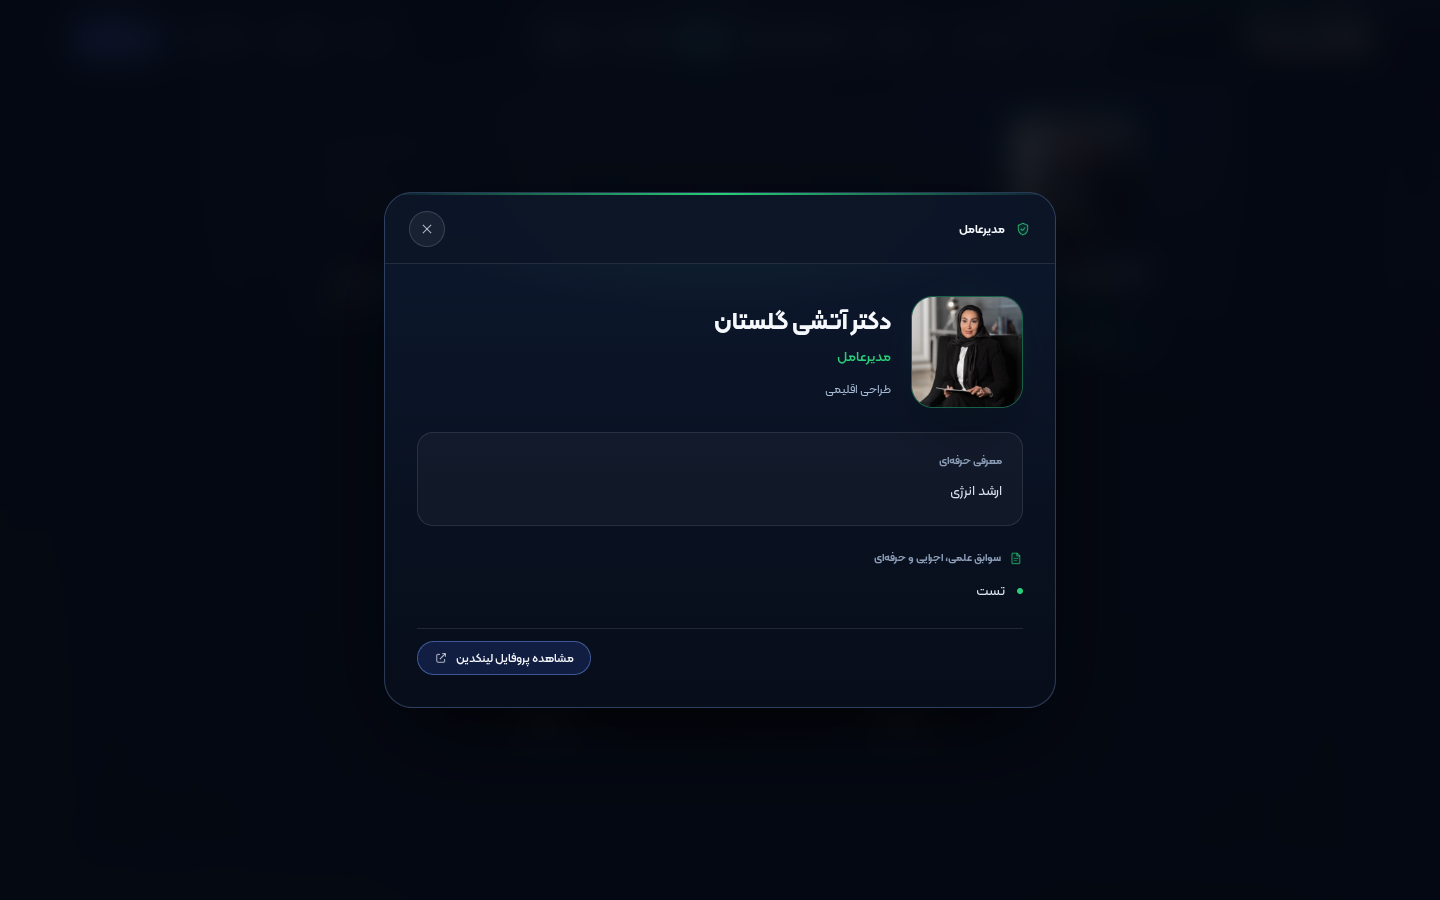 مدیرعامل
دکتر آتشی گلستان
مدیرعامل
طراحی اقلیمی
معرفی حرفه‌ای
ارشد انرژی
سوابق علمی، اجرایی و حرفه‌ای
تست
مشاهده پروفایل لینکدین